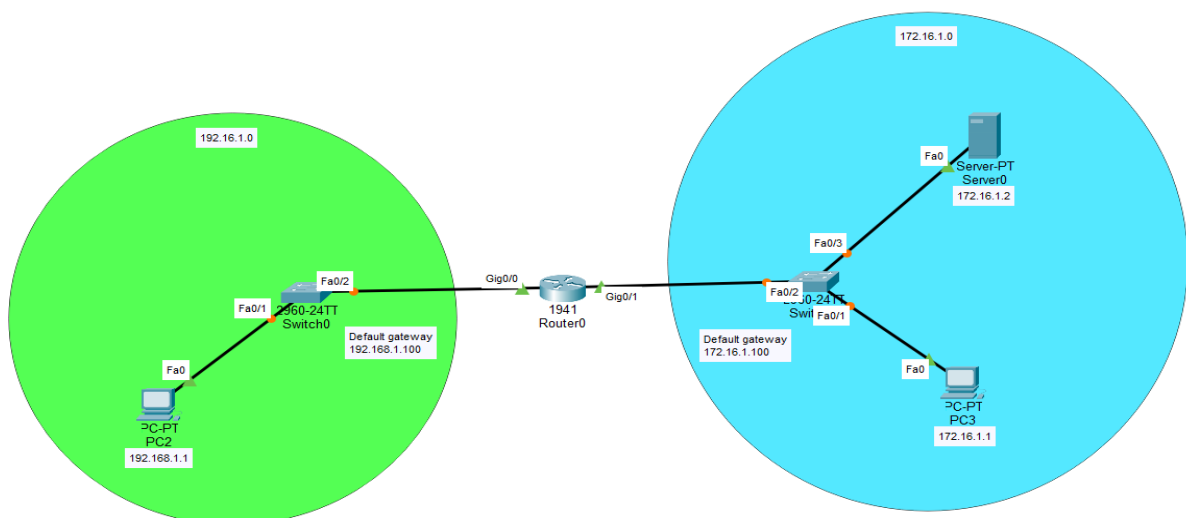 192.16.1.0
Fa0/2
Fa0/1
2960-24TT
Switch0
Default gateway
192.168.1.100
Fa0
PC-PT
PC2
192.168.1.1
Gig0/0
1941
Router0
Gig0/1
172.16.1.0
Fa0
Server-PT
Server0
172.16.1.2
Fa0/3
Fa0/2
2960-24TT
Fa0/1
Default gateway
172.16.1.100
Fa0
PC-PT
PC3
172.16.1.1